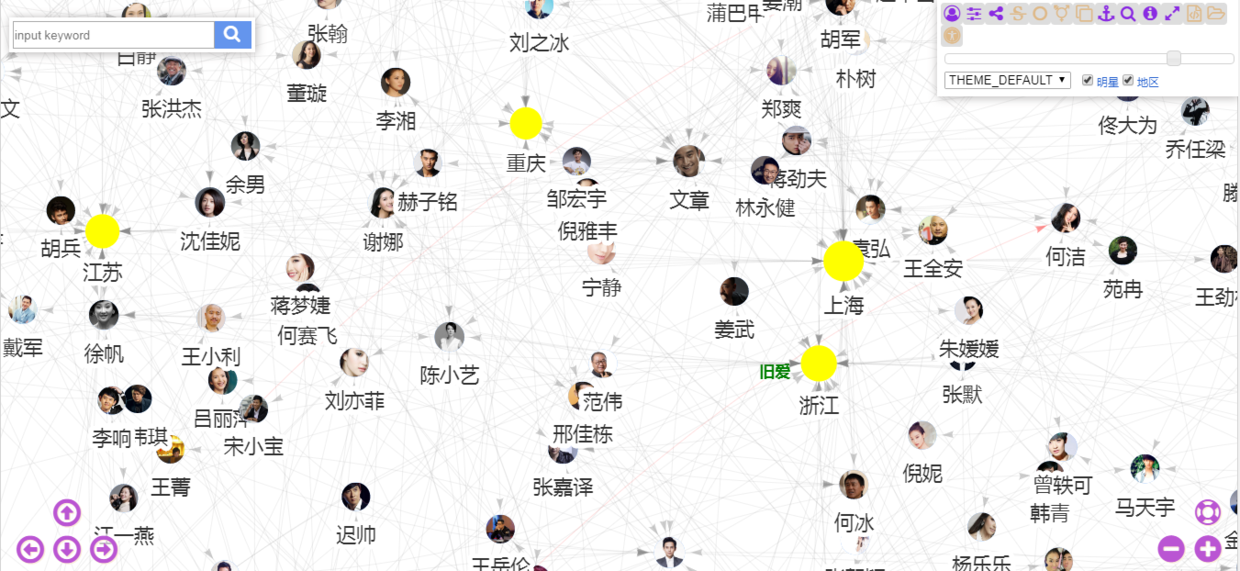 input keyword
THEME_DEFAULT
明星
地区
张翰
刘之冰
蒲巴甲
胡军
朴树
白静
董璇
张洪杰
李湘
郑爽
佟大为
乔任梁
文
余男
重庆
邹宏宇
蒋劲夫
赫子铭
文章
林永健
倪雅丰
胡兵
沈佳妮
谢娜
袁弘
王全安
何洁
江苏
宁静
苑冉
上海
蒋梦婕
何赛飞
姜武
戴军
徐帆
王小利
朱媛媛
陈小艺
旧爱
张默
刘亦菲
范伟
浙江
吕丽萍
李响
宋小宝
邢佳栋
倪妮
王菁
张嘉译
曾轶可
韩青
马天宇
江一燕
迟帅
何冰
王岳伦
杨乐乐